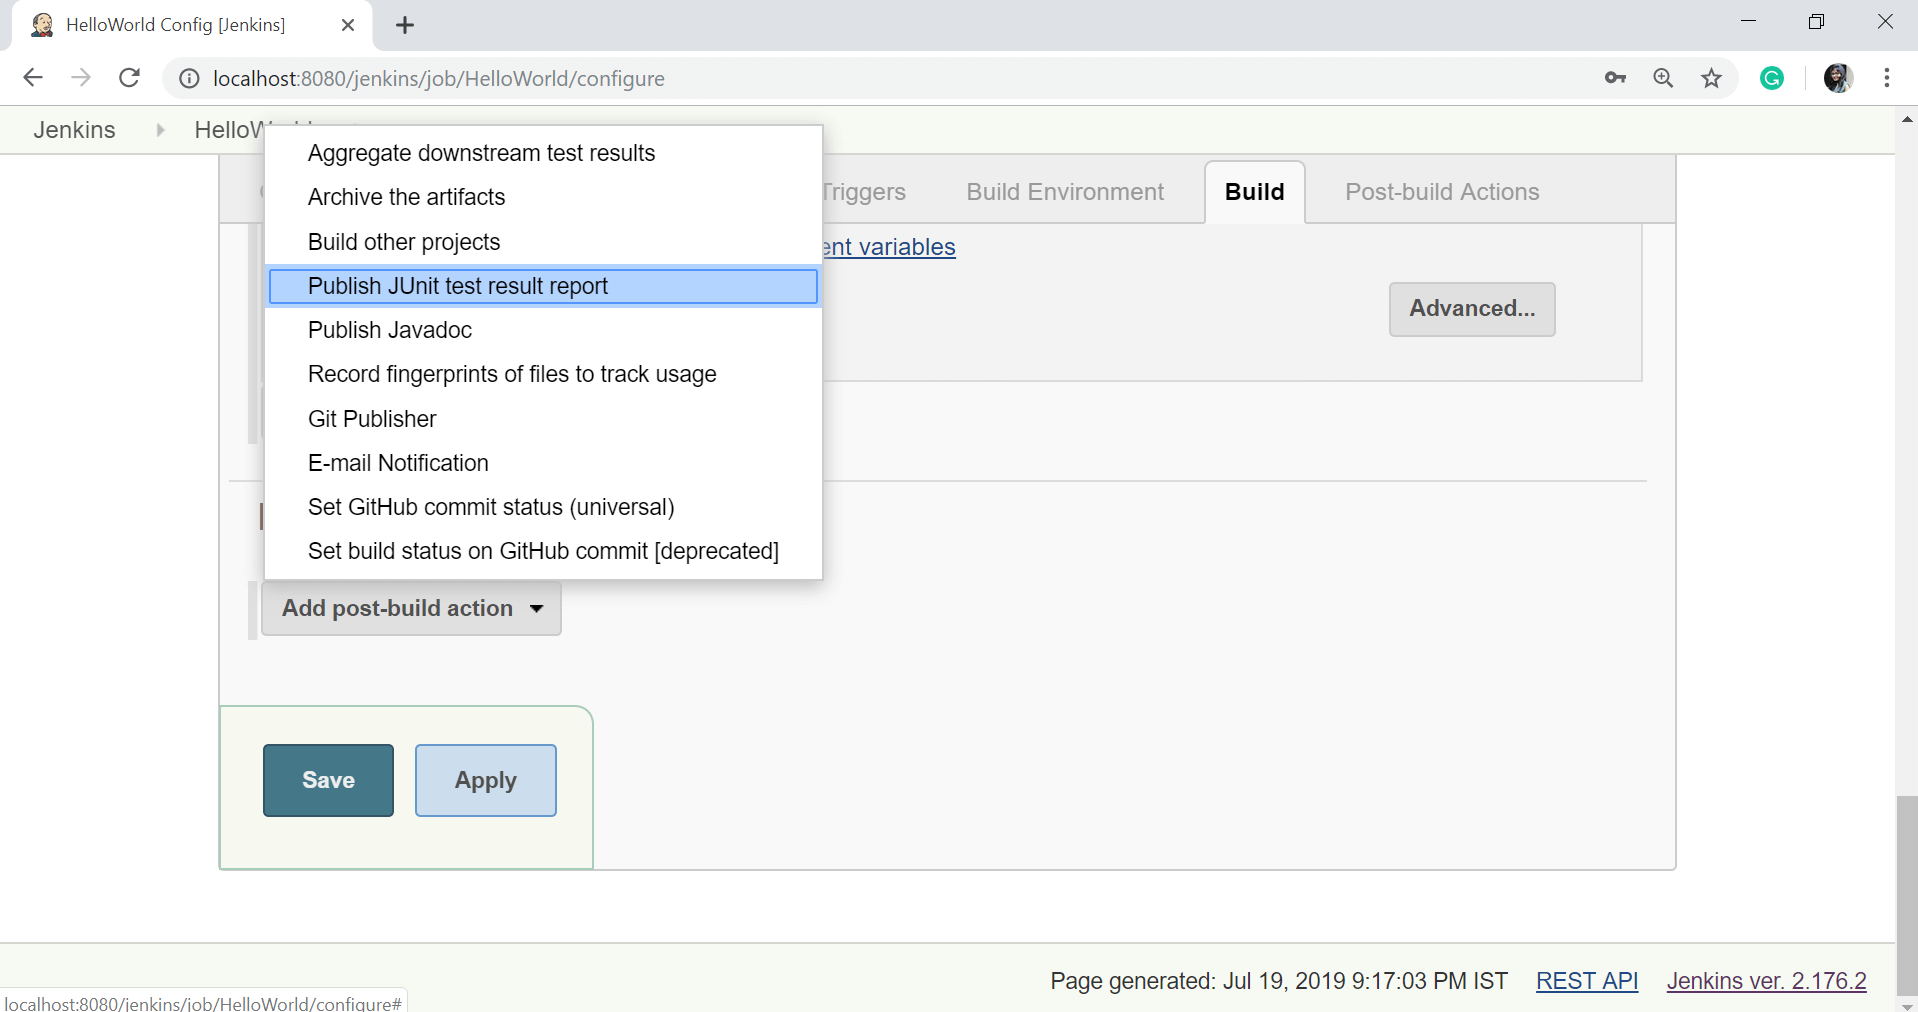 HelloWorld Config [Jenkins]
localhost:8080/jenkins/job/HelloWorld/configure
Jenkins
Aggregate downstream test results
Archive the artifacts
Build other projects
Publish JUnit test result report
Publish Javadoc
Record fingerprints of files to track usage
Git Publisher
E-mail Notification
Set GitHub commit status (universal)
Set build status on GitHub commit [deprecated]
Triggers
Build Environment
Build
Post-build Actions
variables
Advanced...
Add post-build action
Save
Apply
Page generated: Jul 19, 2019 9:17:03 PM IST
REST API
Jenkins ver. 2.176.2
localhost:8080/jenkins/job/HelloWorld/configure#